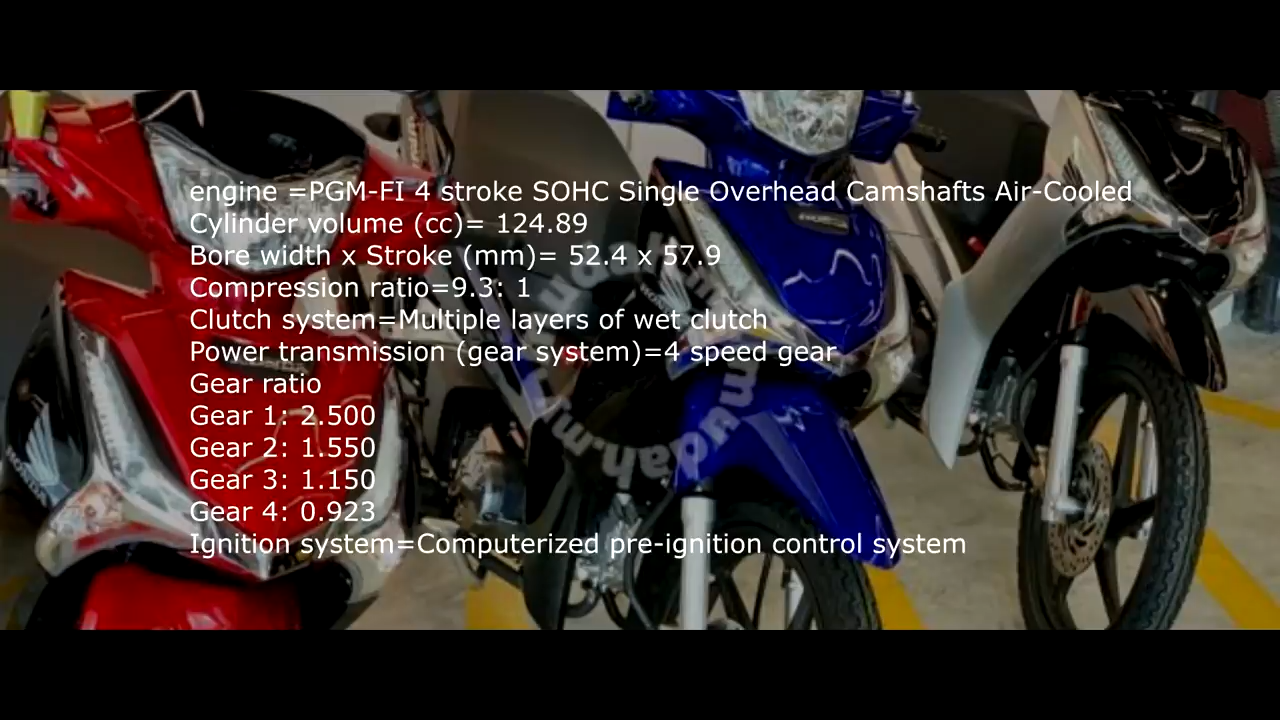 engine =PGM-FI 4 stroke SOHC Single Overhead Camshafts Air-Cooled
Cylinder volume (cc)= 124.89
Bore width x Stroke (mm)= 52.4 x 57.9
Compression ratio=9.3: 1
Clutch system=Multiple layers of wet clutch
Power transmission (gear system)=4 speed gear
Gear ratio
Gear 1: 2.500
Gear 2: 1.550
Gear 3: 1.150
Gear 4: 0.923
Ignition system=Computerized pre-ignition control system
mudah.my
HONDA